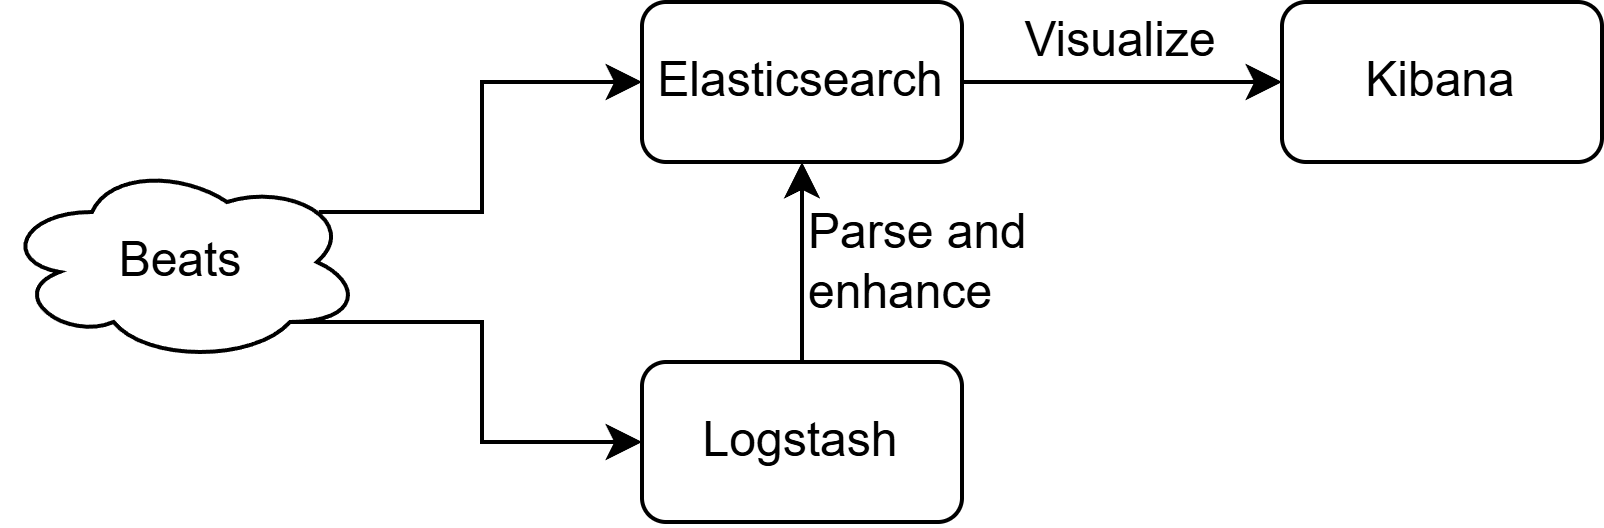 Visualize
Elasticsearch
Kibana
Beats
Parse and
enhance
Logstash